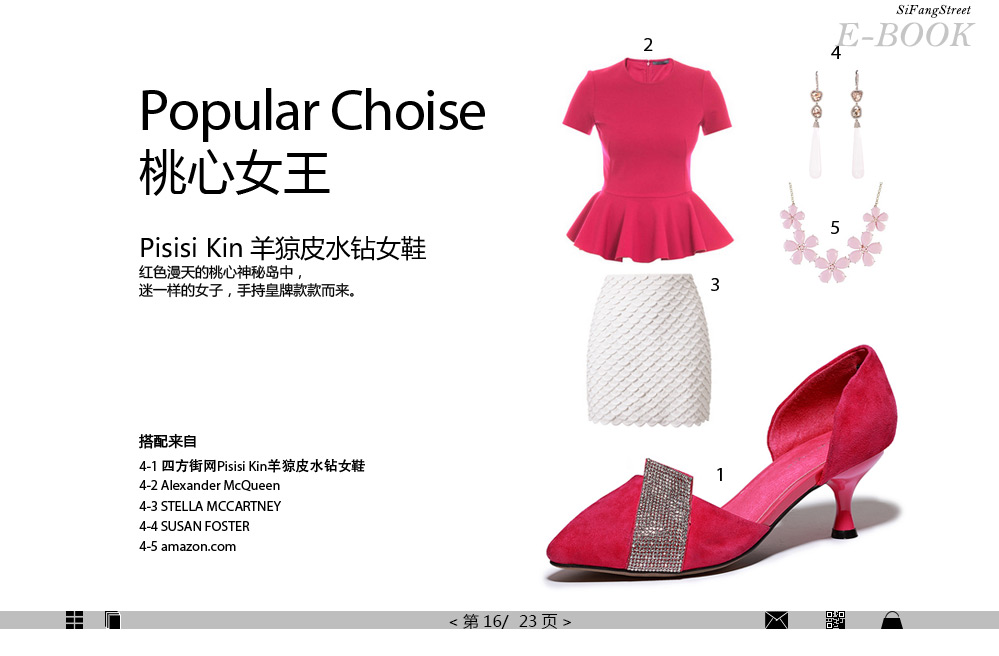 SiFangStreet
E-BOOK
Popular Choise
桃心女王
Pisisi Kin 羊猄皮水钻女鞋
红色漫天的桃心神秘岛中，
迷一样的女子，手持皇牌款款而来。
搭配来自
4-1 四方街网Pisisi Kin羊猄皮水钻女鞋
4-2 Alexander McQueen
4-3 STELLA MCCARTNEY
4-4 SUSAN FOSTER
4-5 amazon.com
2
4
5
3
1
< 第 16/ 23 页 >